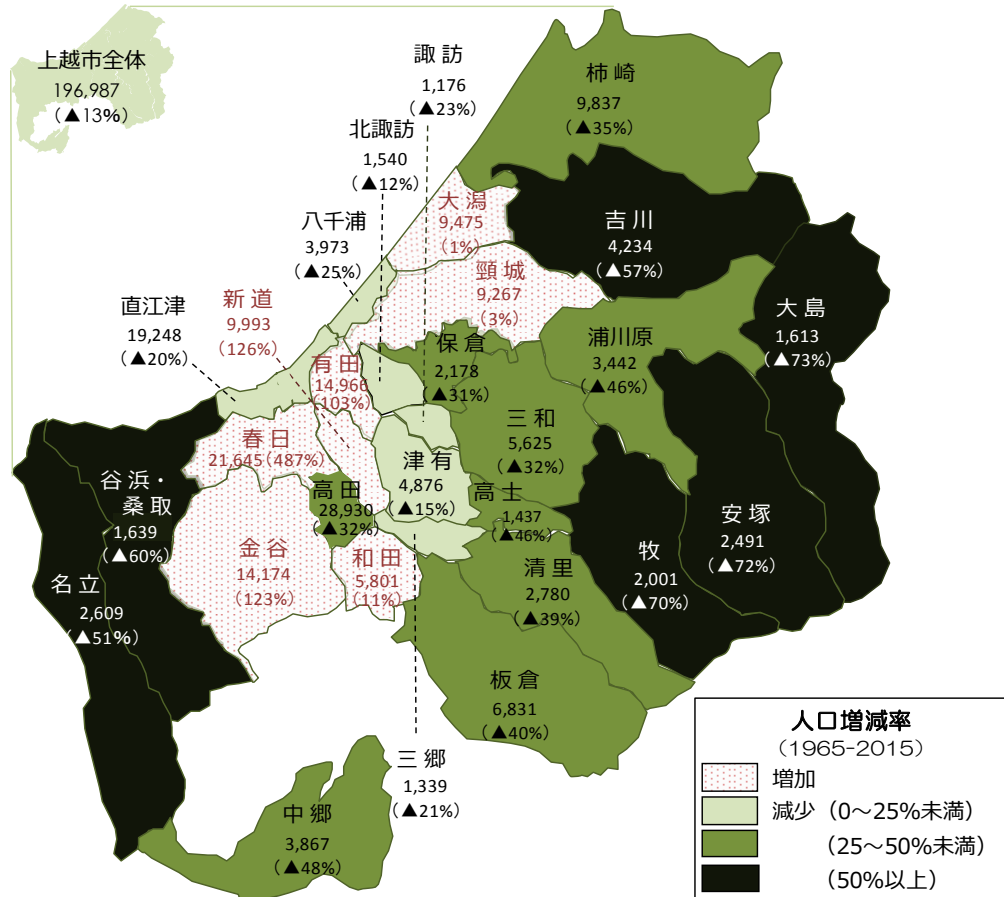 上越市全体
196,987
(▲13%)
諏訪
1,176
(▲23%)
北諏訪
1,540
(▲12%)
八千浦
3,973
(▲25%)
直江津
19,248
(▲20%)
新道
9,993
(126%)
柿崎
9,837
(▲35%)
大潟
9,475
(1%)
吉川
4,234
(△57%)
頸城
9,267
(3%)
大島
1,613
(△73%)
浦川原
3,442
(▲46%)
保倉
2,178
(▲31%)
有田
14,966
(103%)
三和
5,625
(▲32%)
春日
21,645(487%)
津有
4,876
(▲15%)
高田
28,930
(▲32%)
高士
1,437
(▲46%)
谷浜・
桑取
1,639
(△60%)
安塚
2,491
(△72%)
牧
2,001
(△70%)
金谷
14,174
(123%)
和田
5,801
(11%)
清里
2,780
(▲39%)
名立
2,609
(△51%)
板倉
6,831
(▲40%)
三郷
1,339
(▲21%)
中郷
3,867
(▲48%)
人口増減率
(1965-2015)
増加
減少 (0～25%未満)
(25～50%未満)
(50%以上)